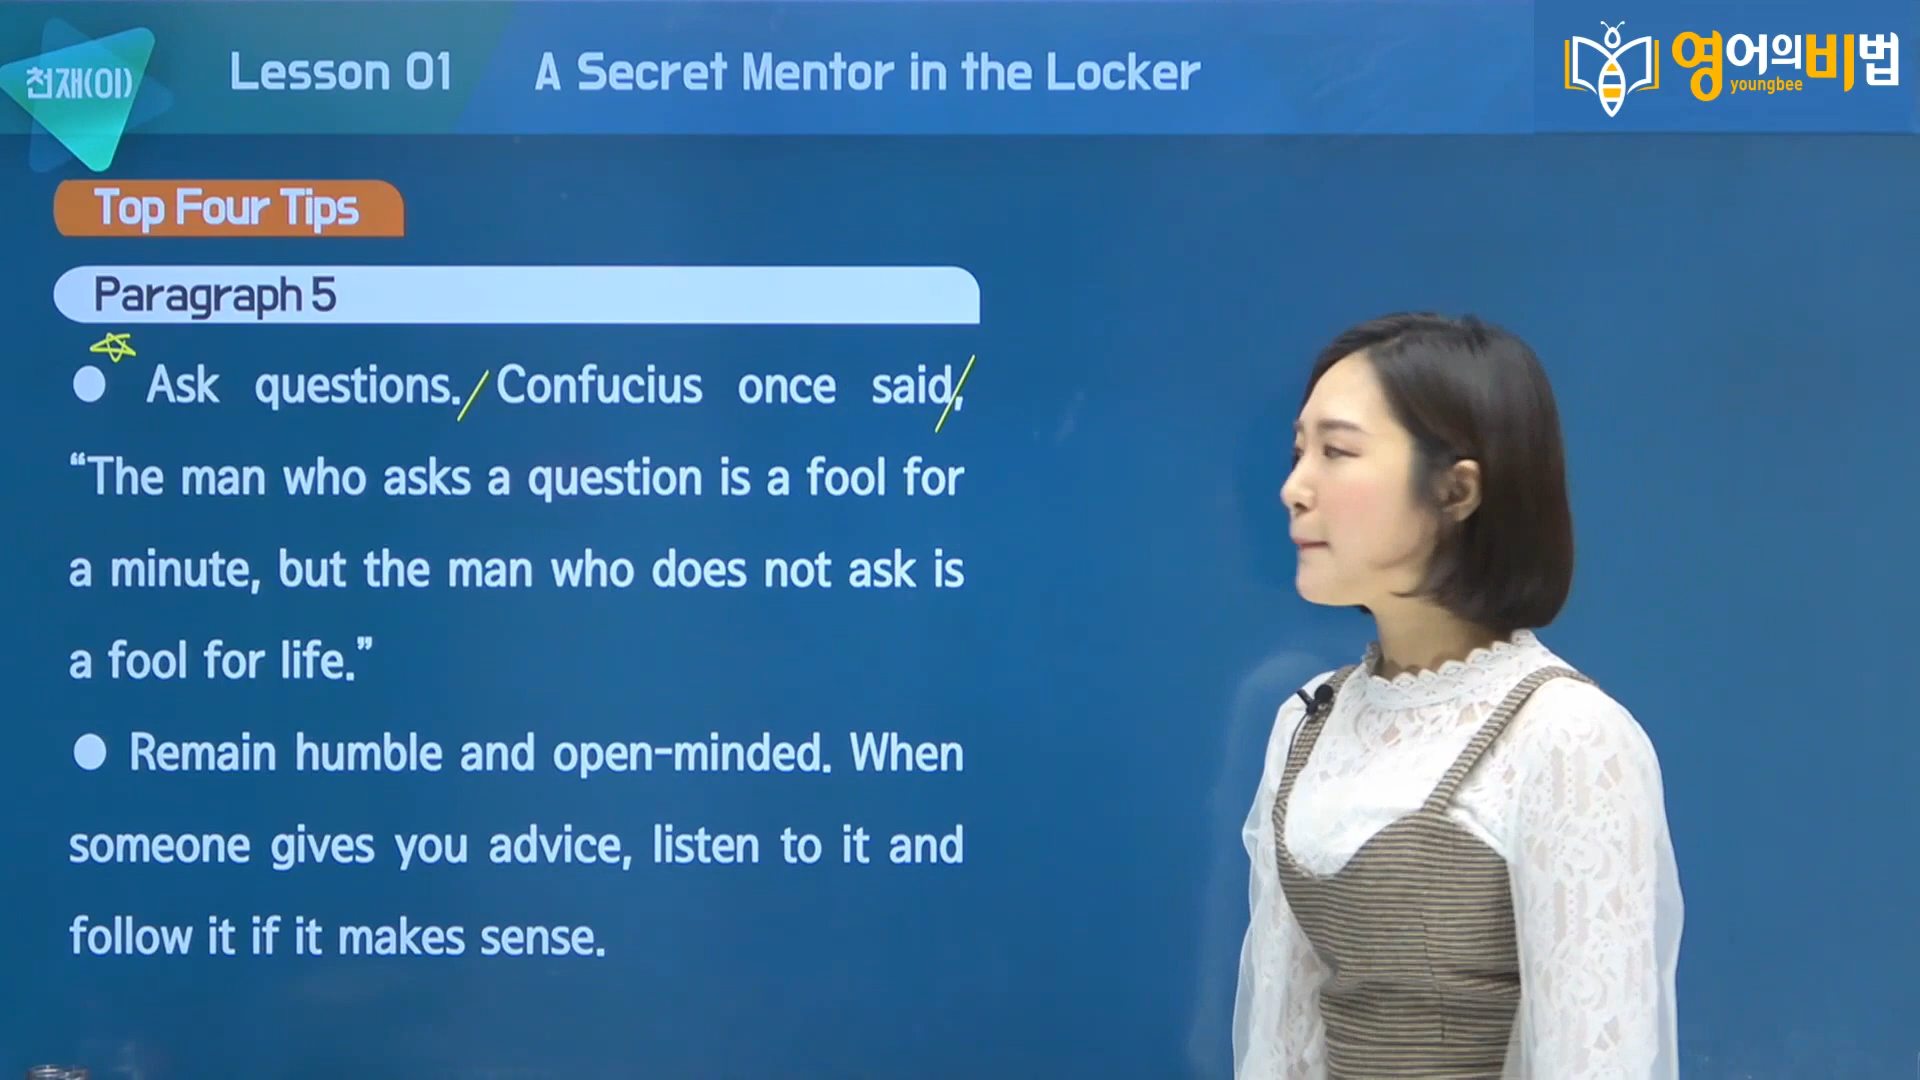 천재(이)
Lesson 01 A Secret Mentor in the Locker
영어의비법
youngbee
Top Four Tips
Paragraph 5
● Ask questions. Confucius once said,
“The man who asks a question is a fool for
a minute, but the man who does not ask is
a fool for life.”
● Remain humble and open-minded. When
someone gives you advice, listen to it and
follow it if it makes sense.